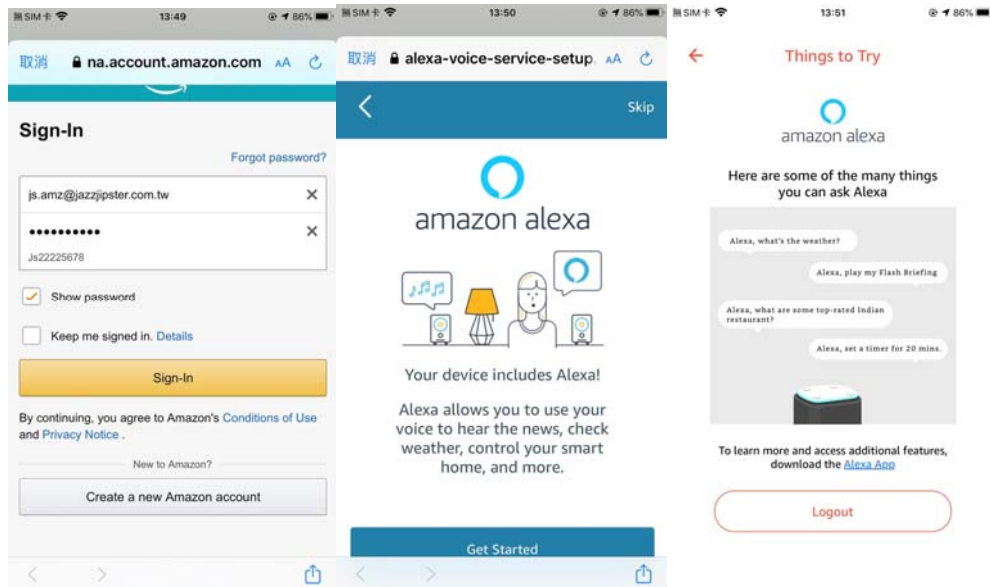 無SIM卡
13:49
86%
取消
na.account.amazon.com
AA
Sign-In
Forgot password?
js.amz@jazzjipster.com.tw
••••••••••
Js22225678
Show password
Keep me signed in. Details
Sign-In
By continuing, you agree to Amazon's Conditions of Use
and Privacy Notice .
New to Amazon?
Create a new Amazon account
無SIM卡
13:50
86%
取消
alexa-voice-service-setup.
AA
Skip
amazon alexa
Your device includes Alexa!
Alexa allows you to use your
voice to hear the news, check
weather, control your smart
home, and more.
Get Started
無SIM卡
13:51
86%
Things to Try
amazon alexa
Here are some of the many things
you can ask Alexa
Alexa, what's the weather?
Alexa, play my Flash Briefing
Alexa, what are some top-rated Indian
restaurant?
Alexa, set a timer for 20 mins.
To learn more and access additional features,
download the Alexa App
Logout